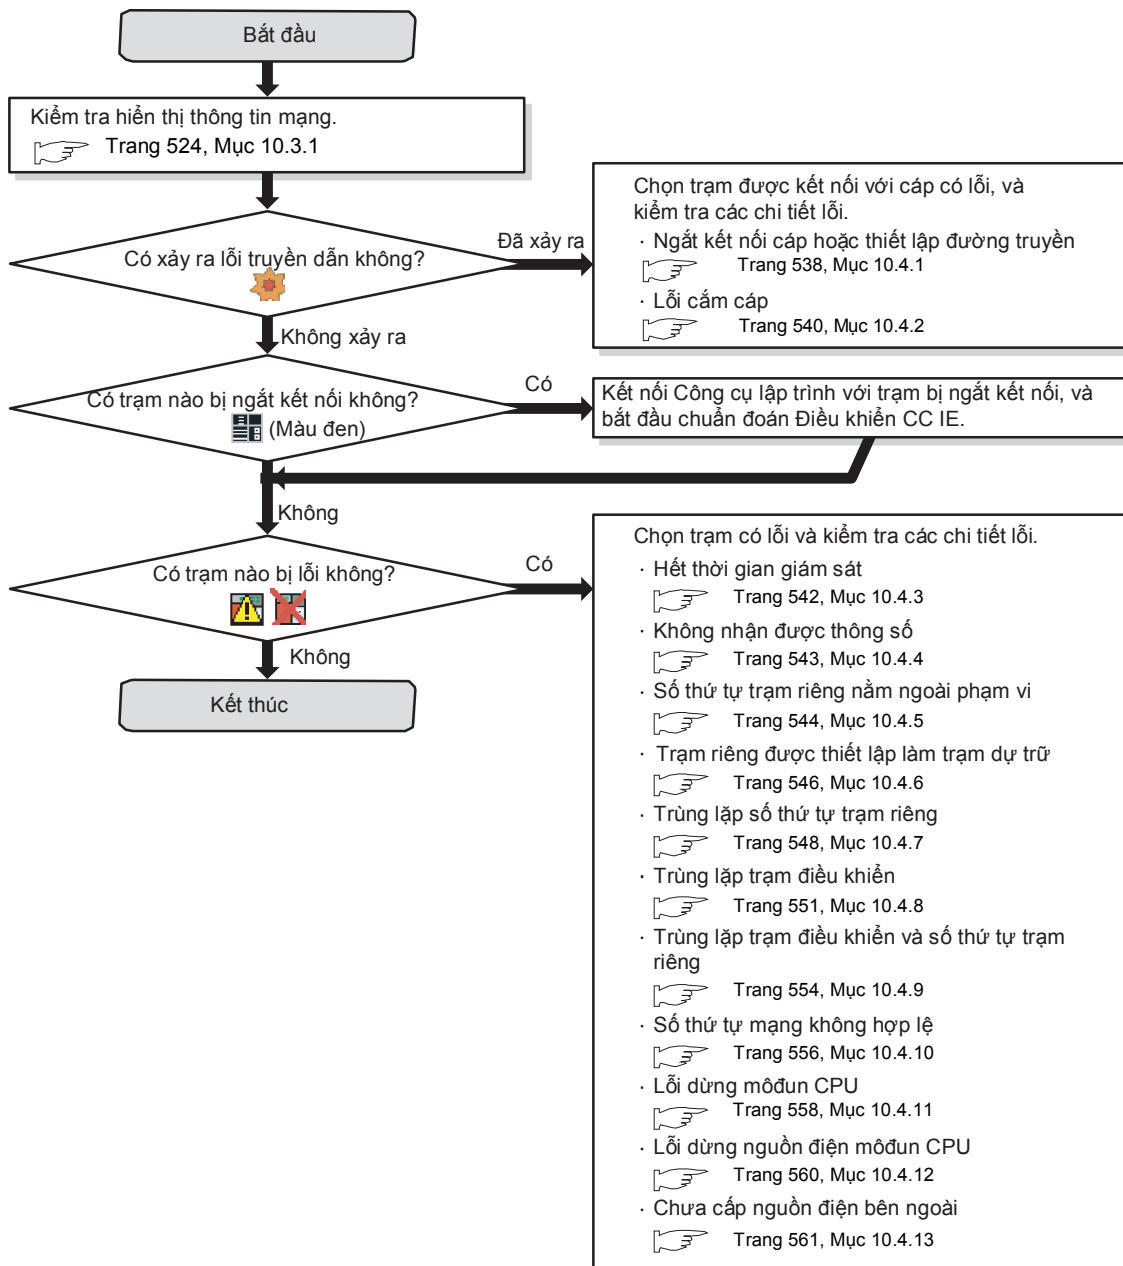 Bắt đầu
Kiểm tra hiển thị thông tin mạng.
Trang 524, Mục 10.3.1
Có xảy ra lỗi truyền dẫn không?
Đã xảy ra
Chọn trạm được kết nối với cáp có lỗi, và
kiểm tra các chi tiết lỗi.
· Ngắt kết nối cáp hoặc thiết lập đường truyền
Trang 538, Mục 10.4.1
· Lỗi cắm cáp
Trang 540, Mục 10.4.2
Không xảy ra
Có trạm nào bị ngắt kết nối không?
(Màu đen)
Có
Kết nối Công cụ lập trình với trạm bị ngắt kết nối, và
bắt đầu chuẩn đoán Điều khiển CC IE.
Không
Có trạm nào bị lỗi không?
Có
Không
Kết thúc
Chọn trạm có lỗi và kiểm tra các chi tiết lỗi.
· Hết thời gian giám sát
Trang 542, Mục 10.4.3
· Không nhận được thông số
Trang 543, Mục 10.4.4
· Số thứ tự trạm riêng nằm ngoài phạm vi
Trang 544, Mục 10.4.5
· Trạm riêng được thiết lập làm trạm dự trữ
Trang 546, Mục 10.4.6
· Trùng lặp số thứ tự trạm riêng
Trang 548, Mục 10.4.7
· Trùng lặp trạm điều khiển
Trang 551, Mục 10.4.8
· Trùng lặp trạm điều khiển và số thứ tự trạm
riêng
Trang 554, Mục 10.4.9
· Số thứ tự mạng không hợp lệ
Trang 556, Mục 10.4.10
· Lỗi dừng môđun CPU
Trang 558, Mục 10.4.11
· Lỗi dừng nguồn điện môđun CPU
Trang 560, Mục 10.4.12
· Chưa cấp nguồn điện bên ngoài
Trang 561, Mục 10.4.13